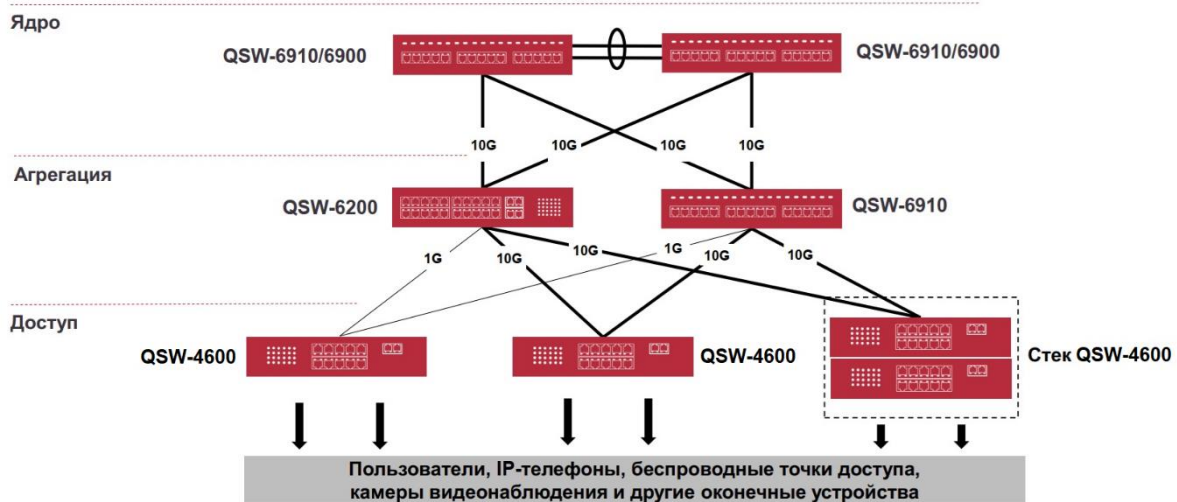 Ядро
QSW-6910/6900
QSW-6910/6900
10G
10G
10G
10G
Агрегация
QSW-6200
QSW-6910
1G
10G
10G
1G
10G
10G
Доступ
QSW-4600
QSW-4600
Стек QSW-4600
Пользователи, IP-телефоны, беспроводные точки доступа,
камеры видеонаблюдения и другие оконечные устройства